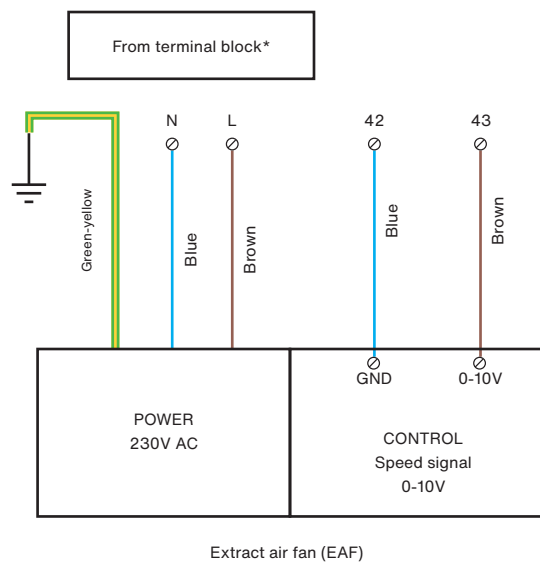 From terminal block*
N L 42 43
Green-yellow
Blue
Brown
Blue
Brown
GND 0-10V
POWER
230V AC
CONTROL
Speed signal
0-10V
Extract air fan (EAF)